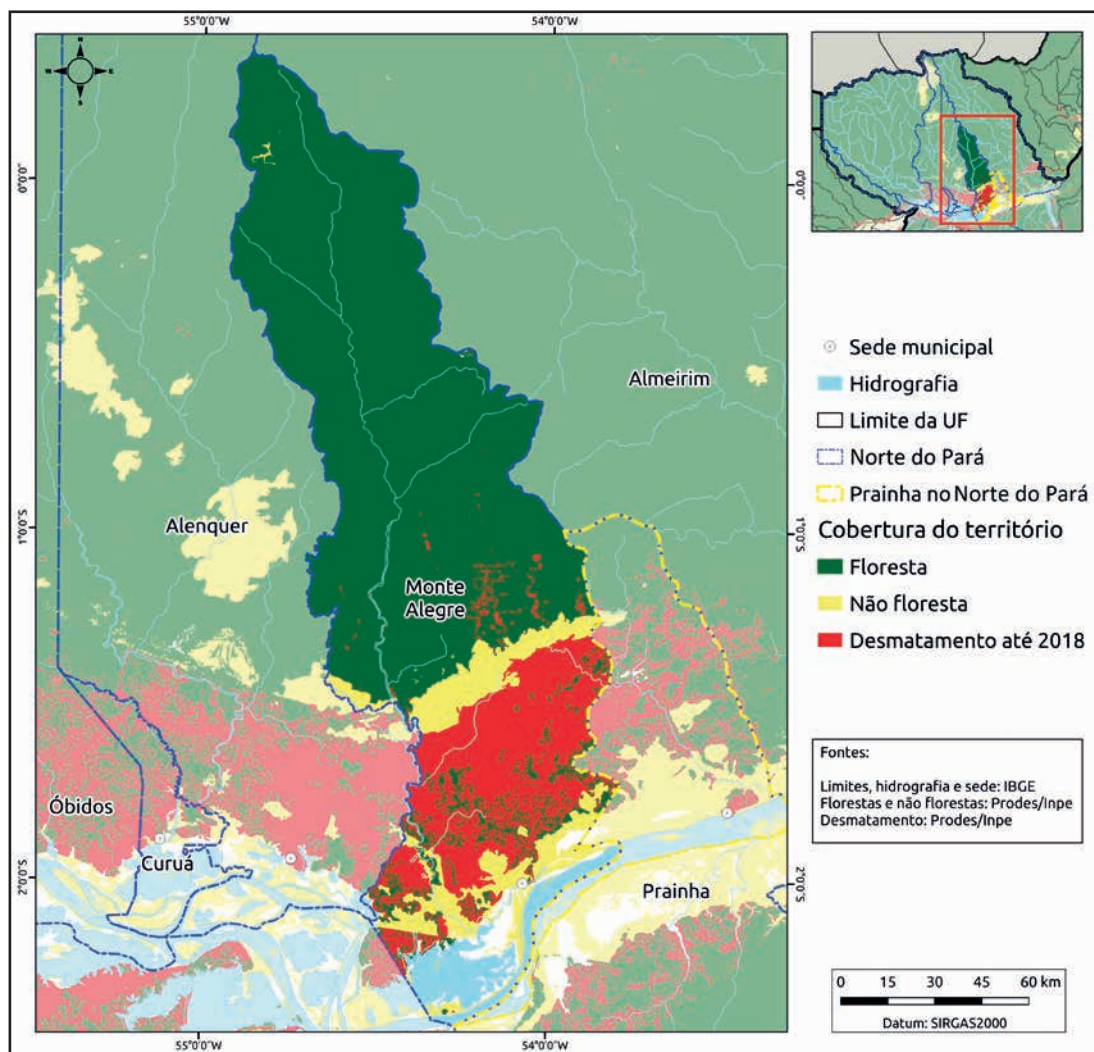 55°0'0"W
54°0'0"W
N
W
E
S
0°0'0"
0°0'0"
Almeirim
Alenquer
1°0'0"S
1°0'0"S
Monte
Alegre
Óbidos
Curuá
2°0'0"S
2°0'0"S
Prainha
55°0'0"W
54°0'0"W
Sede municipal
Hidrografia
Limite da UF
Norte do Pará
Prainha no Norte do Pará
Cobertura do território
Floresta
Não floresta
Desmatamento até 2018
Fontes:
Limites, hidrografia e sede: IBGE
Florestas e não florestas: Prodes/Inpe
Desmatamento: Prodes/Inpe
0 15 30 45 60 km
Datum: SIRGAS2000